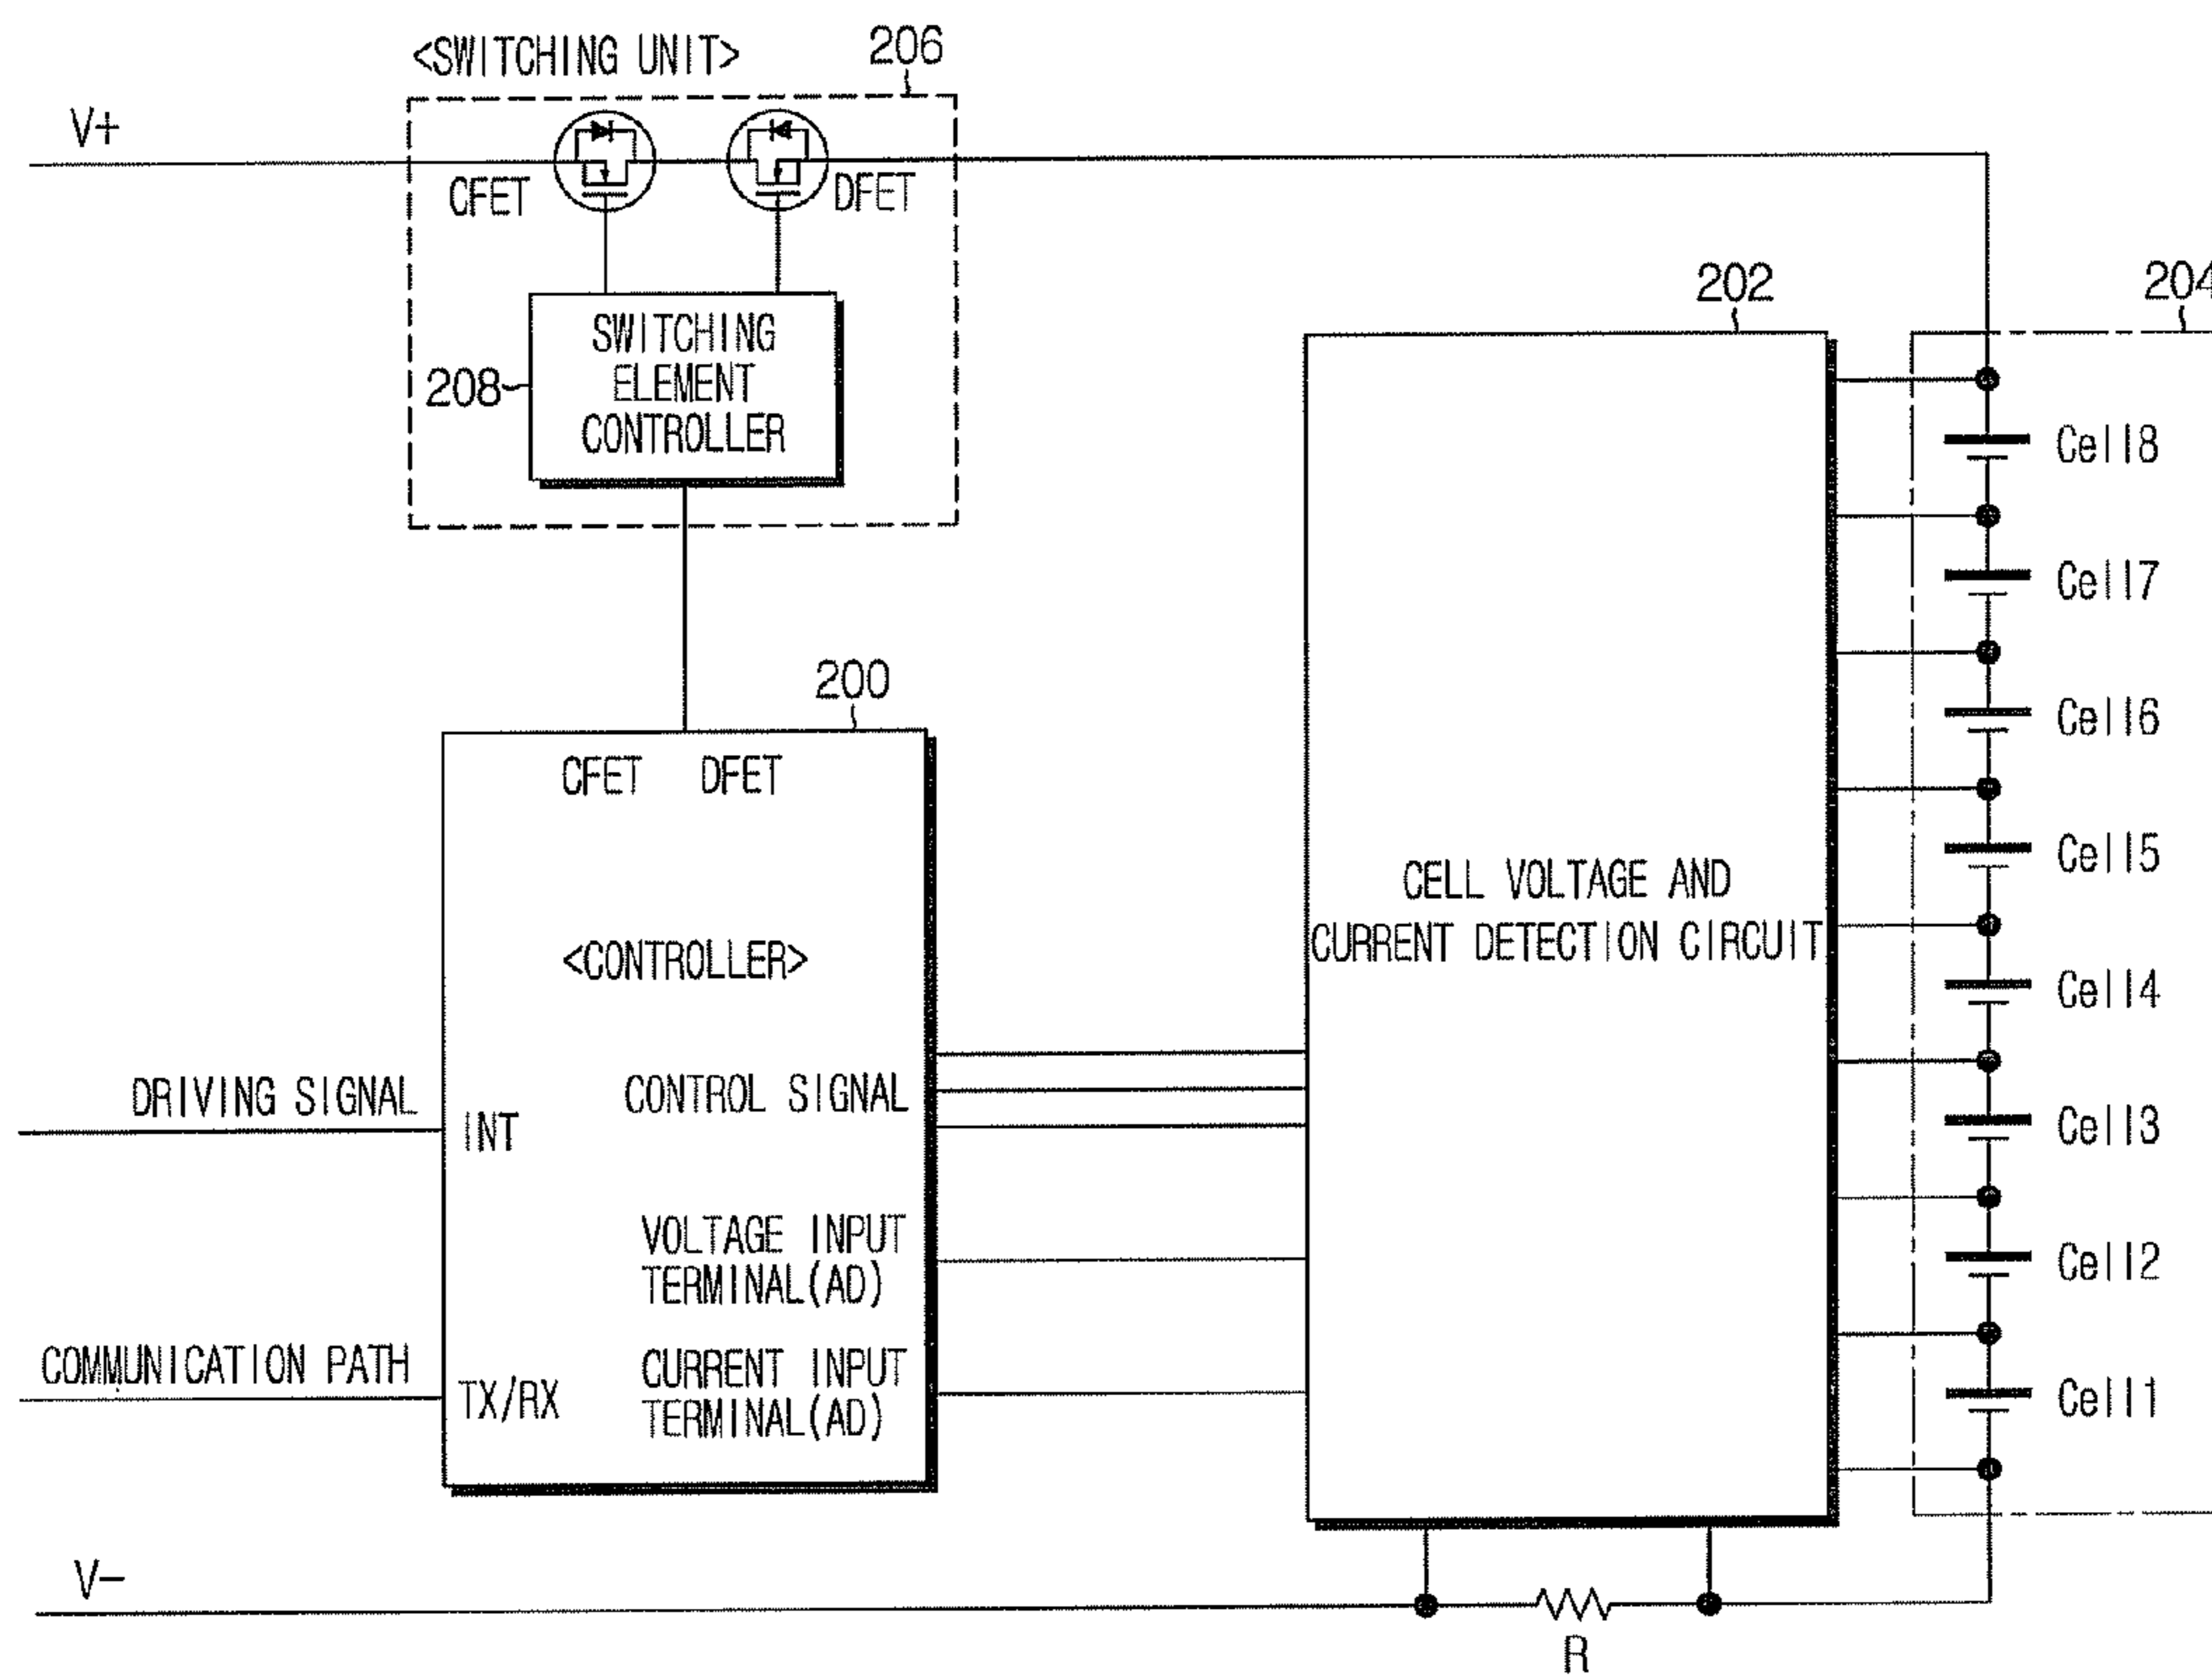 <SWITCHING UNIT>
206
V+
CFET
DFET
SWITCHING
ELEMENT
CONTROLLER
208
202
204
Cell8
Cell7
Cell6
Cell5
Cell4
Cell3
Cell2
Cell1
200
CFET DFET
<CONTROLLER>
CELL VOLTAGE AND
CURRENT DETECTION CIRCUIT
DRIVING SIGNAL
INT
CONTROL SIGNAL
VOLTAGE INPUT
TERMINAL(AD)
COMMUNICATION PATH
TX/RX
CURRENT INPUT
TERMINAL(AD)
V−
R